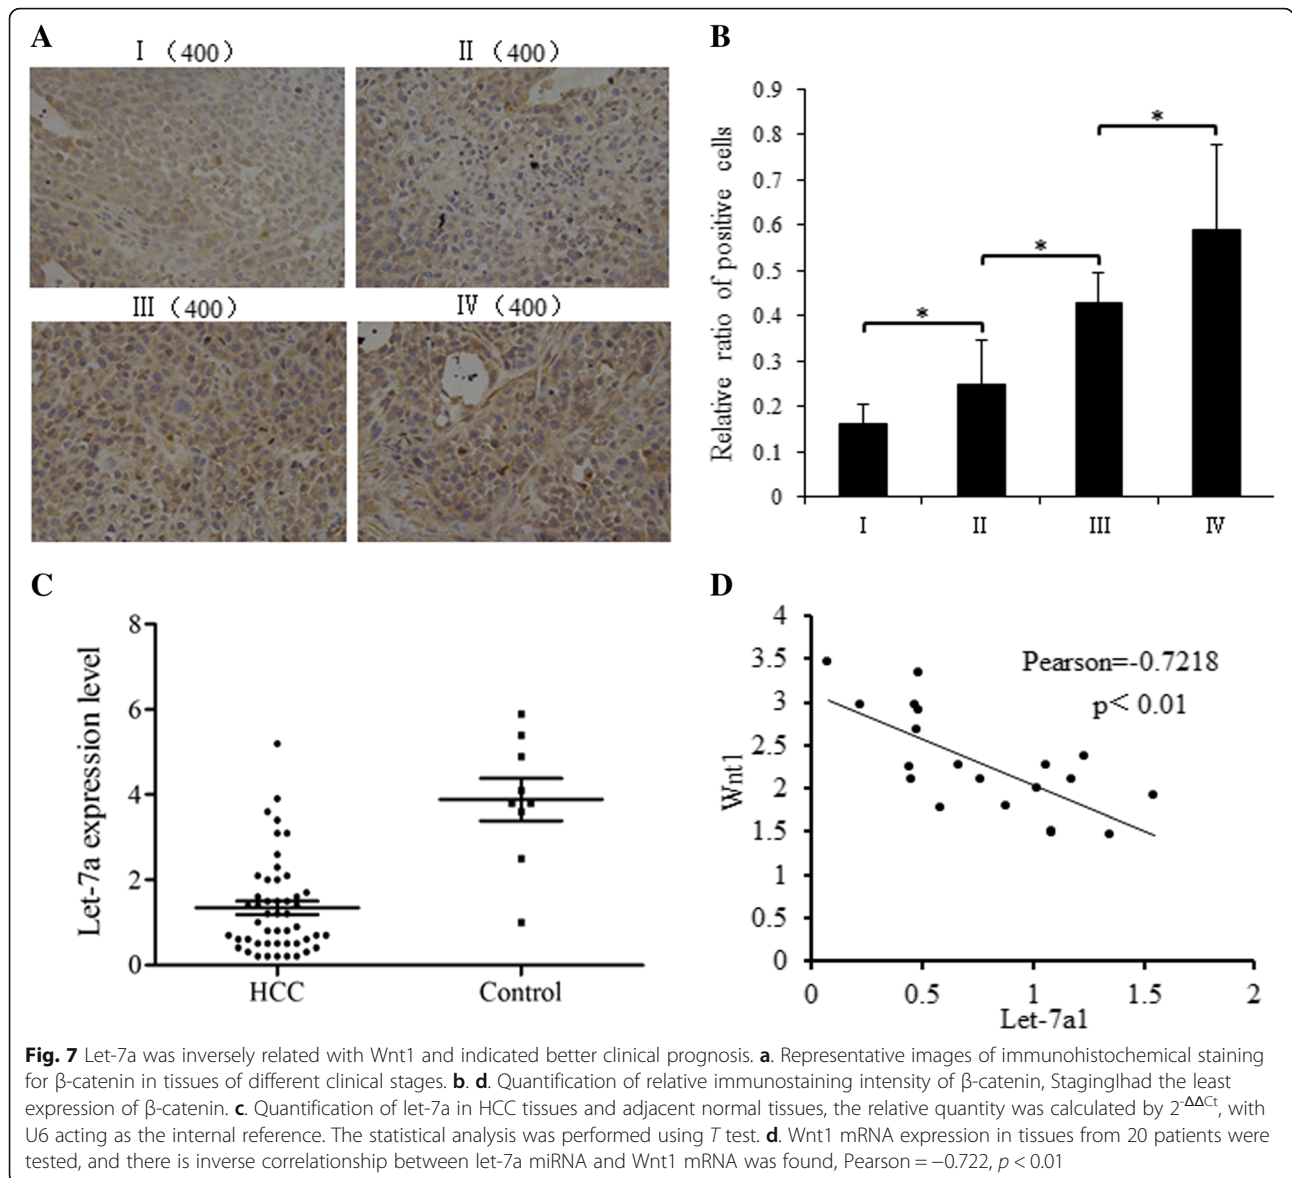 A
I （400）
II （400）
III （400）
IV （400）
B
Relative ratio of positive cells
0.9
0.8
0.7
0.6
0.5
0.4
0.3
0.2
0.1
0
*
*
*
I
II
III
IV
C
Let-7a expression level
8
6
4
2
0
HCC
Control
D
Wnt1
4
3.5
3
2.5
2
1.5
1
0.5
0
Pearson=-0.7218
p< 0.01
0
0.5
1
1.5
2
Let-7a1
Fig. 7 Let-7a was inversely related with Wnt1 and indicated better clinical prognosis. a. Representative images of immunohistochemical staining
for β-catenin in tissues of different clinical stages. b. d. Quantification of relative immunostaining intensity of β-catenin, StagingIhad the least
expression of β-catenin. c. Quantification of let-7a in HCC tissues and adjacent normal tissues, the relative quantity was calculated by 2^-ΔΔCt, with
U6 acting as the internal reference. The statistical analysis was performed using T test. d. Wnt1 mRNA expression in tissues from 20 patients were
tested, and there is inverse correlationship between let-7a miRNA and Wnt1 mRNA was found, Pearson = −0.722, p < 0.01